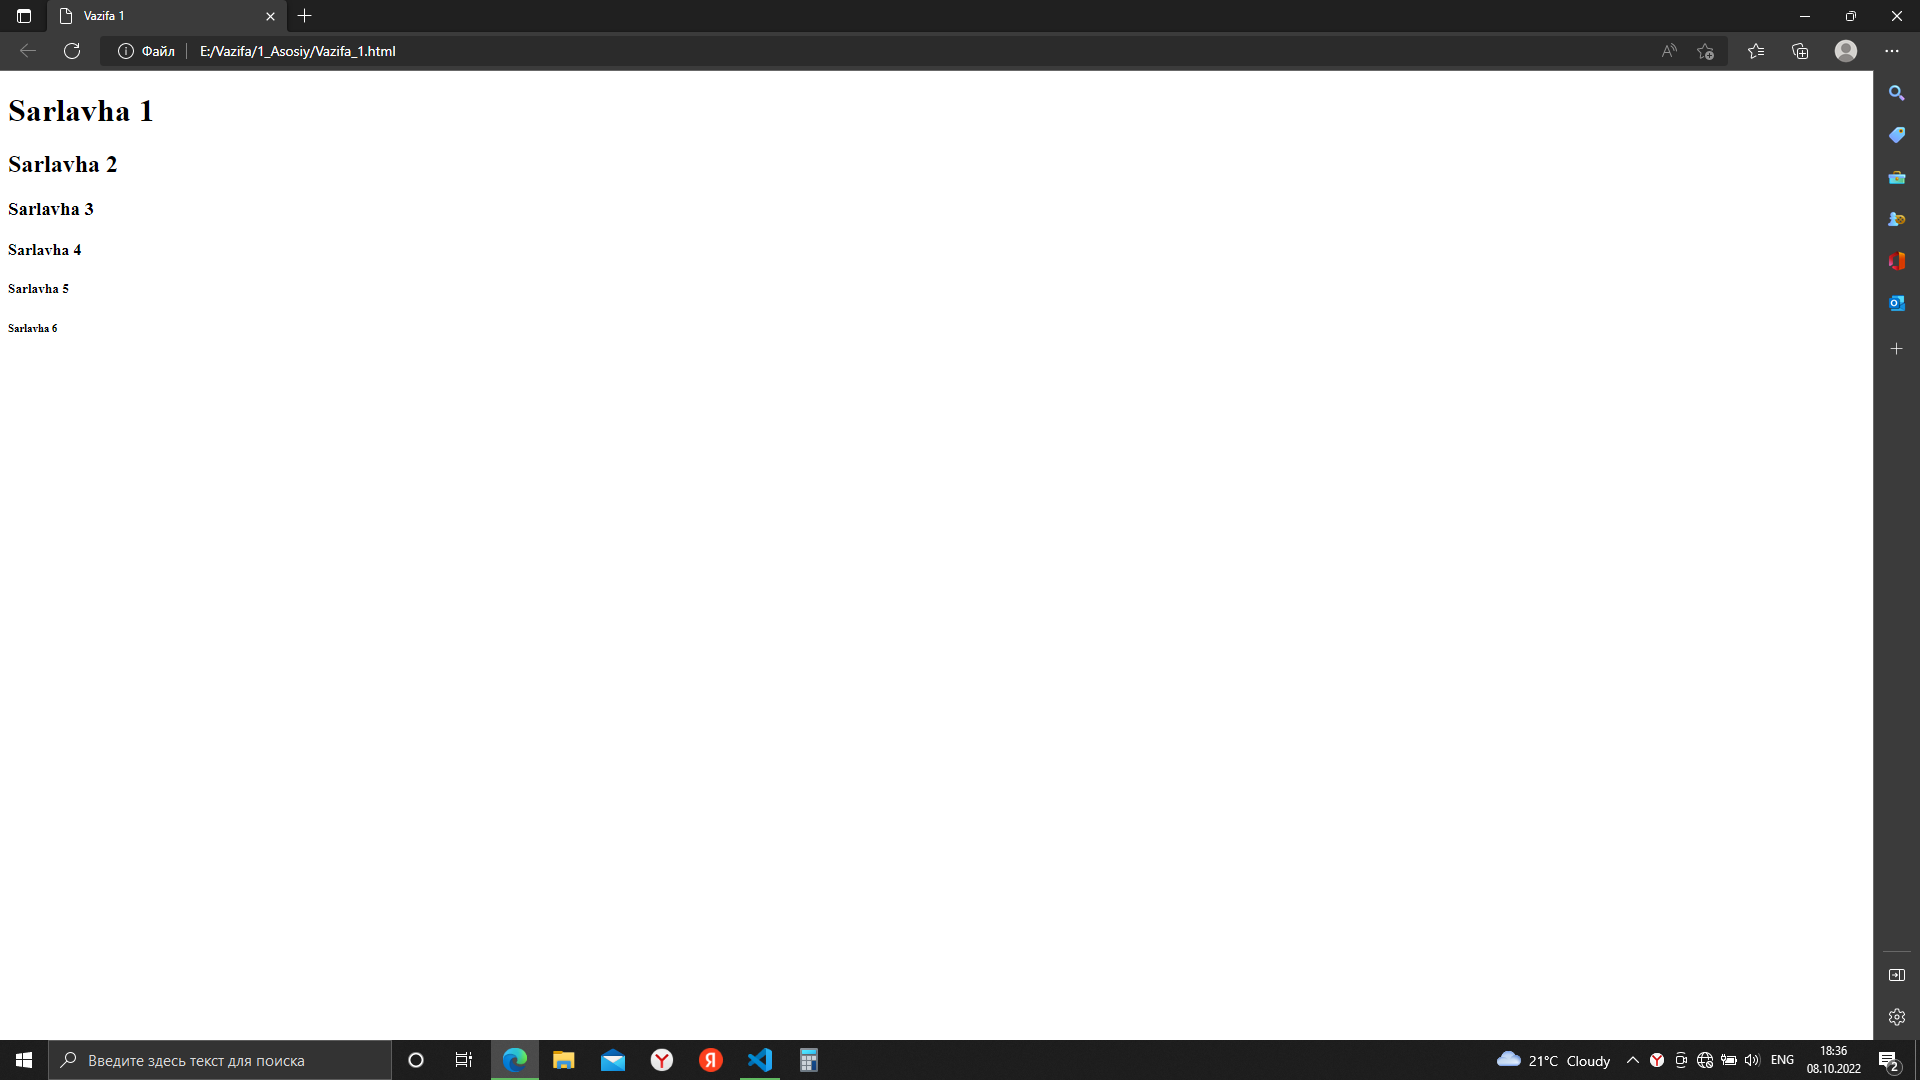 Vazifa 1
Файл E:/Vazifa/1_Asosiy/Vazifa_1.html
Sarlavha 1
Sarlavha 2
Sarlavha 3
Sarlavha 4
Sarlavha 5
Sarlavha 6
Введите здесь текст для поиска
21°C Cloudy
ENG
18:36
08.10.2022
2